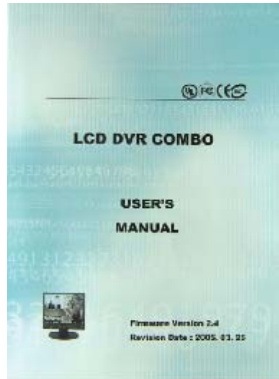 LCD DVR COMBO
USER'S
MANUAL
Firmware Version 2.4
Revision Date : 2005. 03. 25